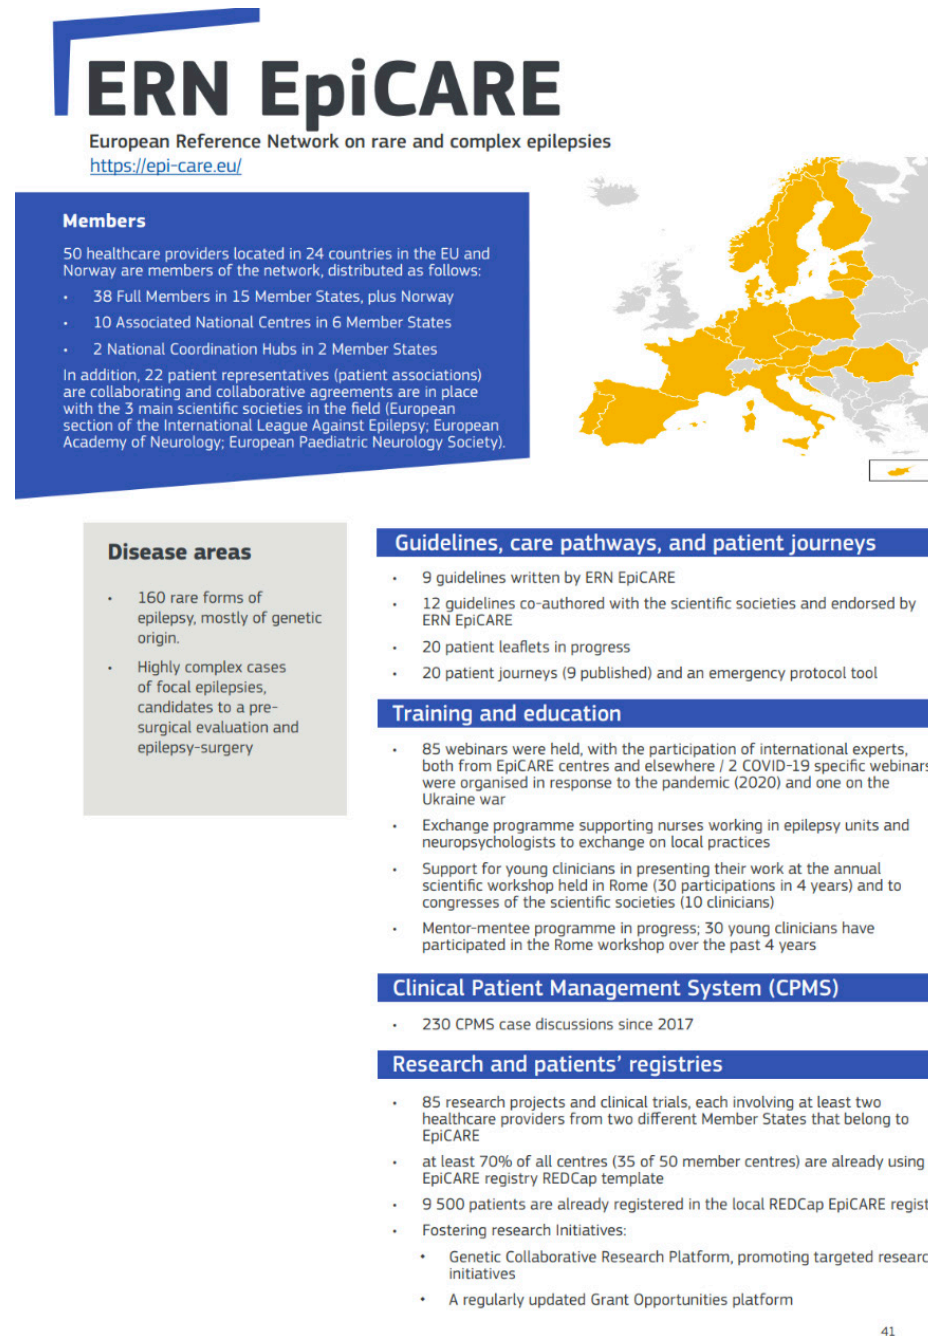 ERN EpiCARE
European Reference Network on rare and complex epilepsies
https://epi-care.eu/
Members
50 healthcare providers located in 24 countries in the EU and
Norway are members of the network, distributed as follows:
• 38 Full Members in 15 Member States, plus Norway
• 10 Associated National Centres in 6 Member States
• 2 National Coordination Hubs in 2 Member States
In addition, 22 patient representatives (patient associations)
are collaborating and collaborative agreements are in place
with the 3 main scientific societies in the field (European
section of the International League Against Epilepsy; European
Academy of Neurology; European Paediatric Neurology Society).
Disease areas
• 160 rare forms of
epilepsy, mostly of genetic
origin.
• Highly complex cases
of focal epilepsies,
candidates to a pre-
surgical evaluation and
epilepsy-surgery
Guidelines, care pathways, and patient journeys
• 9 guidelines written by ERN EpiCARE
• 12 guidelines co-authored with the scientific societies and endorsed by
ERN EpiCARE
• 20 patient leaflets in progress
• 20 patient journeys (9 published) and an emergency protocol tool
Training and education
• 85 webinars were held, with the participation of international experts,
both from EpiCARE centres and elsewhere / 2 COVID-19 specific webinars
were organised in response to the pandemic (2020) and one on the
Ukraine war
• Exchange programme supporting nurses working in epilepsy units and
neuropsychologists to exchange on local practices
• Support for young clinicians in presenting their work at the annual
scientific workshop held in Rome (30 participations in 4 years) and to
congresses of the scientific societies (10 clinicians)
• Mentor-mentee programme in progress; 30 young clinicians have
participated in the Rome workshop over the past 4 years
Clinical Patient Management System (CPMS)
• 230 CPMS case discussions since 2017
Research and patients' registries
• 85 research projects and clinical trials, each involving at least two
healthcare providers from two different Member States that belong to
EpiCARE
• at least 70% of all centres (35 of 50 member centres) are already using
EpiCARE registry REDCap template
• 9 500 patients are already registered in the local REDCap EpiCARE regist
• Fostering research Initiatives:
• Genetic Collaborative Research Platform, promoting targeted researc
initiatives
• A regularly updated Grant Opportunities platform
41